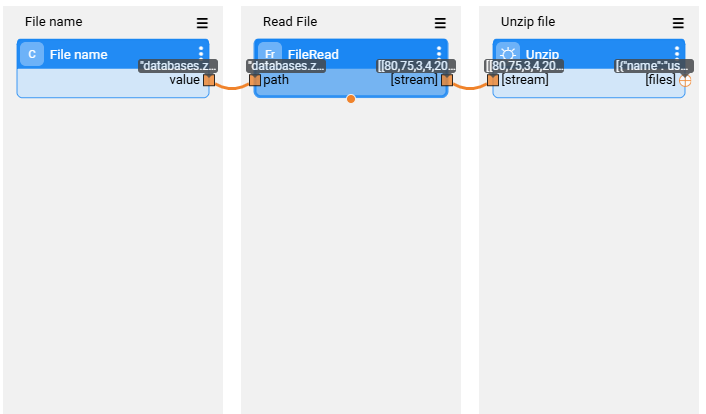 File name
Read File
Unzip file
C File name
Fr FileRead
Unzip
"databases.z...
"databases.z...
[[80,75,3,4,20...
[[80,75,3,4,20...
[{"name":"us...
value
path
[stream]
[stream]
[files]